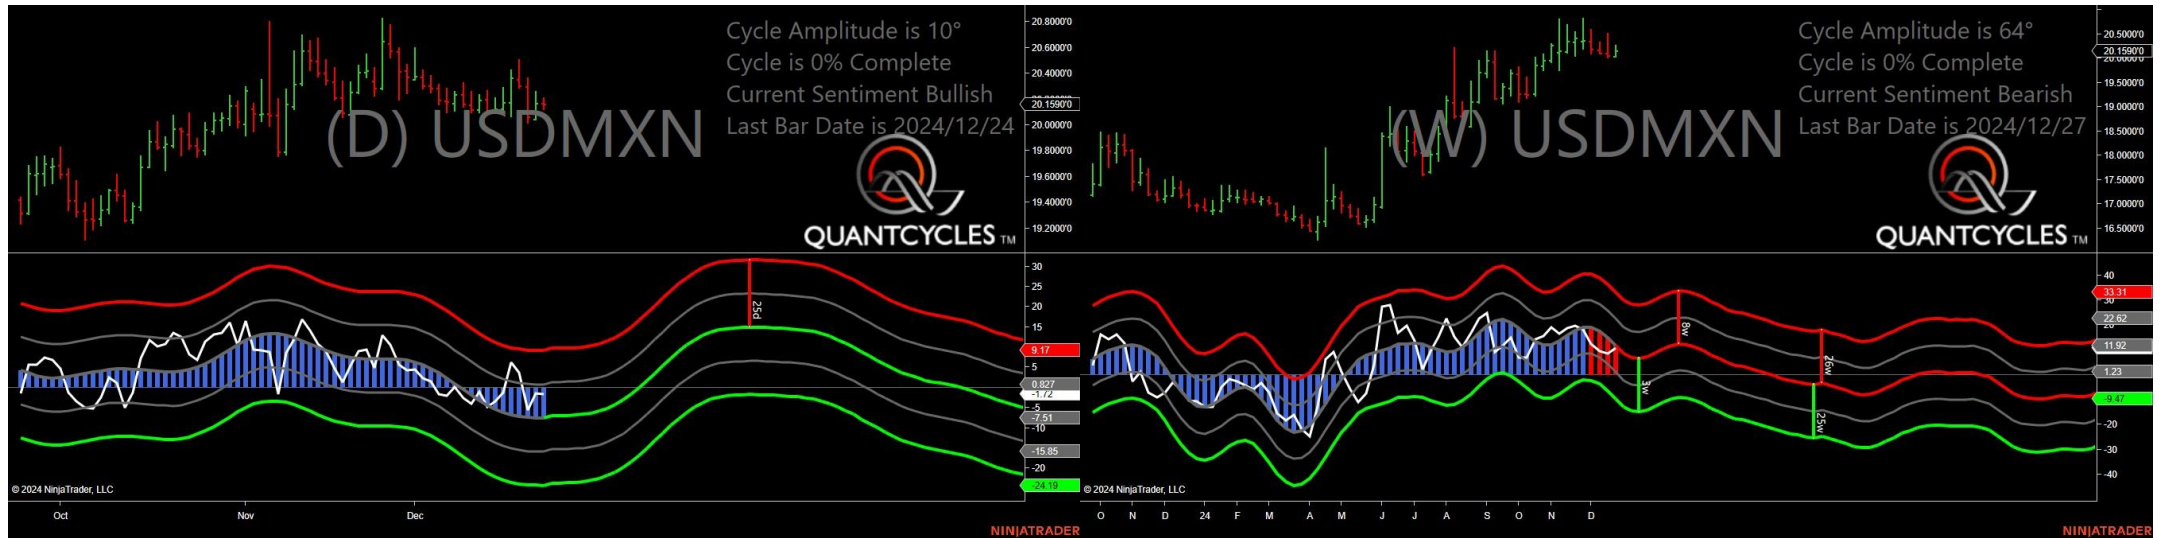 Cycle Amplitude is 10°
Cycle is 0% Complete
Current Sentiment Bullish
Last Bar Date is 2024/12/24
(D) USDMXN
QUANTCYCLES TM
20.8000'0
20.6000'0
20.4000'0
20.1590'0
20.0000'0
19.8000'0
19.6000'0
19.4000'0
19.2000'0
25d
30
25
20
15
9.17
5
0.827
-1.72
-5
-7.51
-10
-15.85
-20
-24.19
© 2024 NinjaTrader, LLC
Oct
Nov
Dec
NINJATRADER
Cycle Amplitude is 64°
Cycle is 0% Complete
Current Sentiment Bearish
Last Bar Date is 2024/12/27
(W) USDMXN
QUANTCYCLES TM
20.5000'0
20.1590'0
20.0000'0
19.5000'0
19.0000'0
18.5000'0
18.0000'0
17.5000'0
17.0000'0
16.5000'0
3w
8w
26w
25w
40
33.31
30
22.62
11.92
1.23
-9.47
-20
-30
-40
© 2024 NinjaTrader, LLC
O N D 24 F M A M J J A S O N D
NINJATRADER